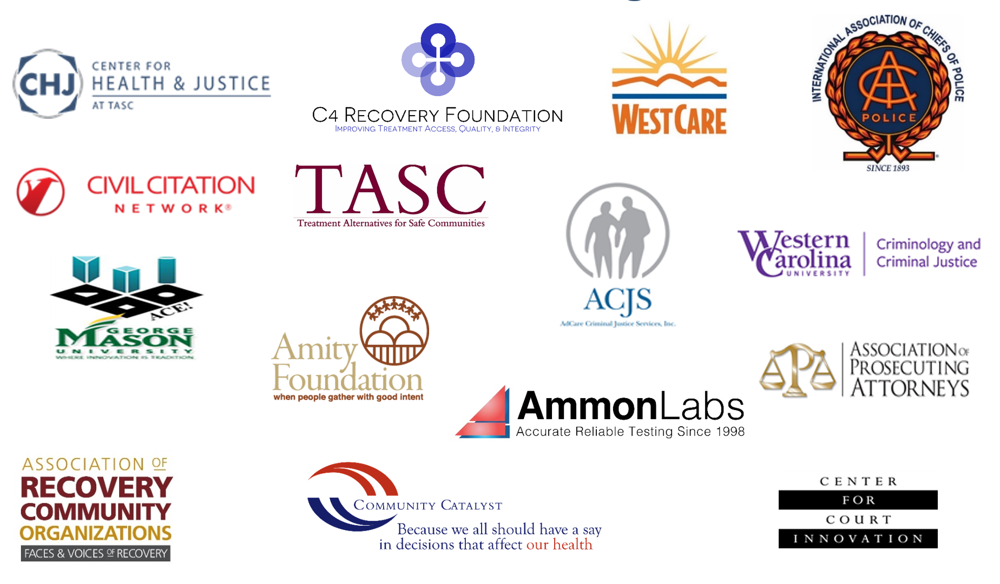 CHJ
CENTER FOR
HEALTH & JUSTICE
AT TASC
C4 RECOVERY FOUNDATION
IMPROVING TREATMENT ACCESS, QUALITY, & INTEGRITY
WESTCARE
INTERNATIONAL ASSOCIATION OF CHIEFS OF POLICE
POLICE
SINCE 1893
CIVIL CITATION
NETWORK®
TASC
Treatment Alternatives for Safe Communities
ACJS
AdCare Criminal Justice Services, Inc.
Western
Carolina
UNIVERSITY
Criminology and
Criminal Justice
ACE!
GEORGE
MASON
UNIVERSITY
WHERE INNOVATION IS TRADITION
Amity
Foundation
when people gather with good intent
ASSOCIATION OF
PROSECUTING
ATTORNEYS
AmmonLabs
Accurate Reliable Testing Since 1998
ASSOCIATION OF
RECOVERY
COMMUNITY
ORGANIZATIONS
FACES & VOICES OF RECOVERY
COMMUNITY CATALYST
Because we all should have a say
in decisions that affect our health
CENTER
FOR
COURT
INNOVATION